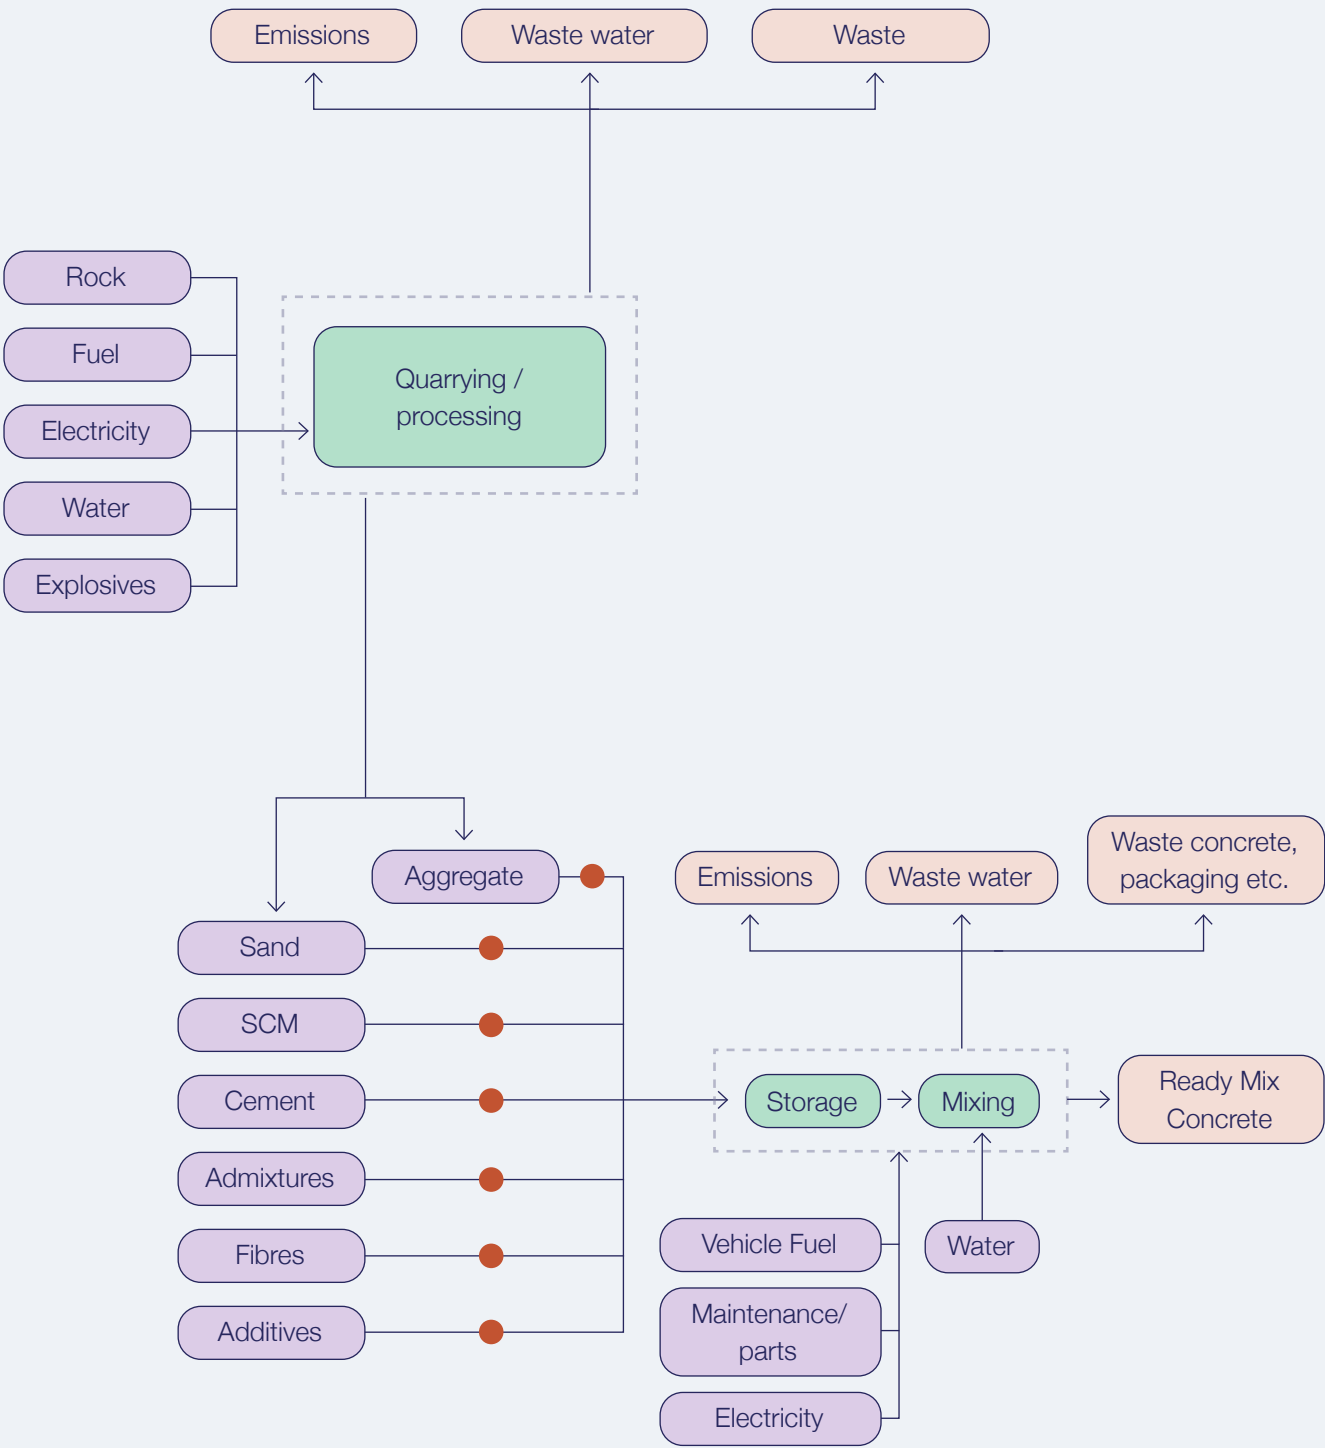 Emissions
Waste water
Waste
Rock
Fuel
Electricity
Water
Explosives
Quarrying /
processing
Aggregate
Sand
SCM
Cement
Admixtures
Fibres
Additives
Emissions
Waste water
Waste concrete,
packaging etc.
Storage
Mixing
Ready Mix
Concrete
Vehicle Fuel
Water
Maintenance/
parts
Electricity